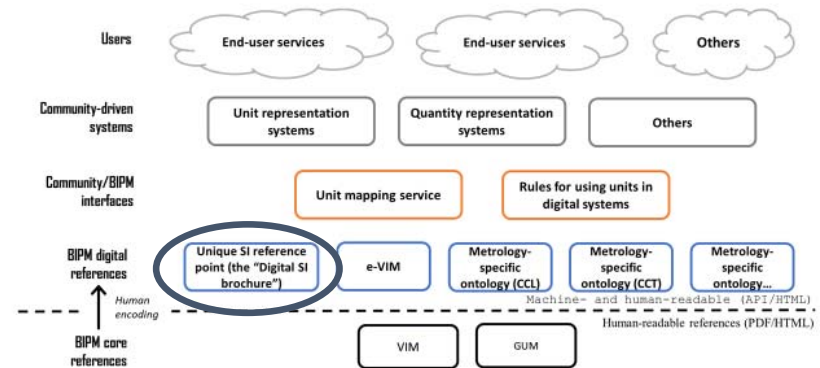 Users
End-user services
End-user services
Others
Community-driven
systems
Unit representation
systems
Quantity representation
systems
Others
Community/BIPM
interfaces
Unit mapping service
Rules for using units in
digital systems
BIPM digital
references
Unique SI reference
point (the “Digital SI
brochure”)
e-VIM
Metrology-
specific
ontology (CCL)
Metrology-
specific
ontology (CCT)
Metrology-
specific
ontology...
Human
encoding
Machine- and human-readable (API/HTML)
Human-readable references (PDF/HTML)
BIPM core
references
VIM
GUM